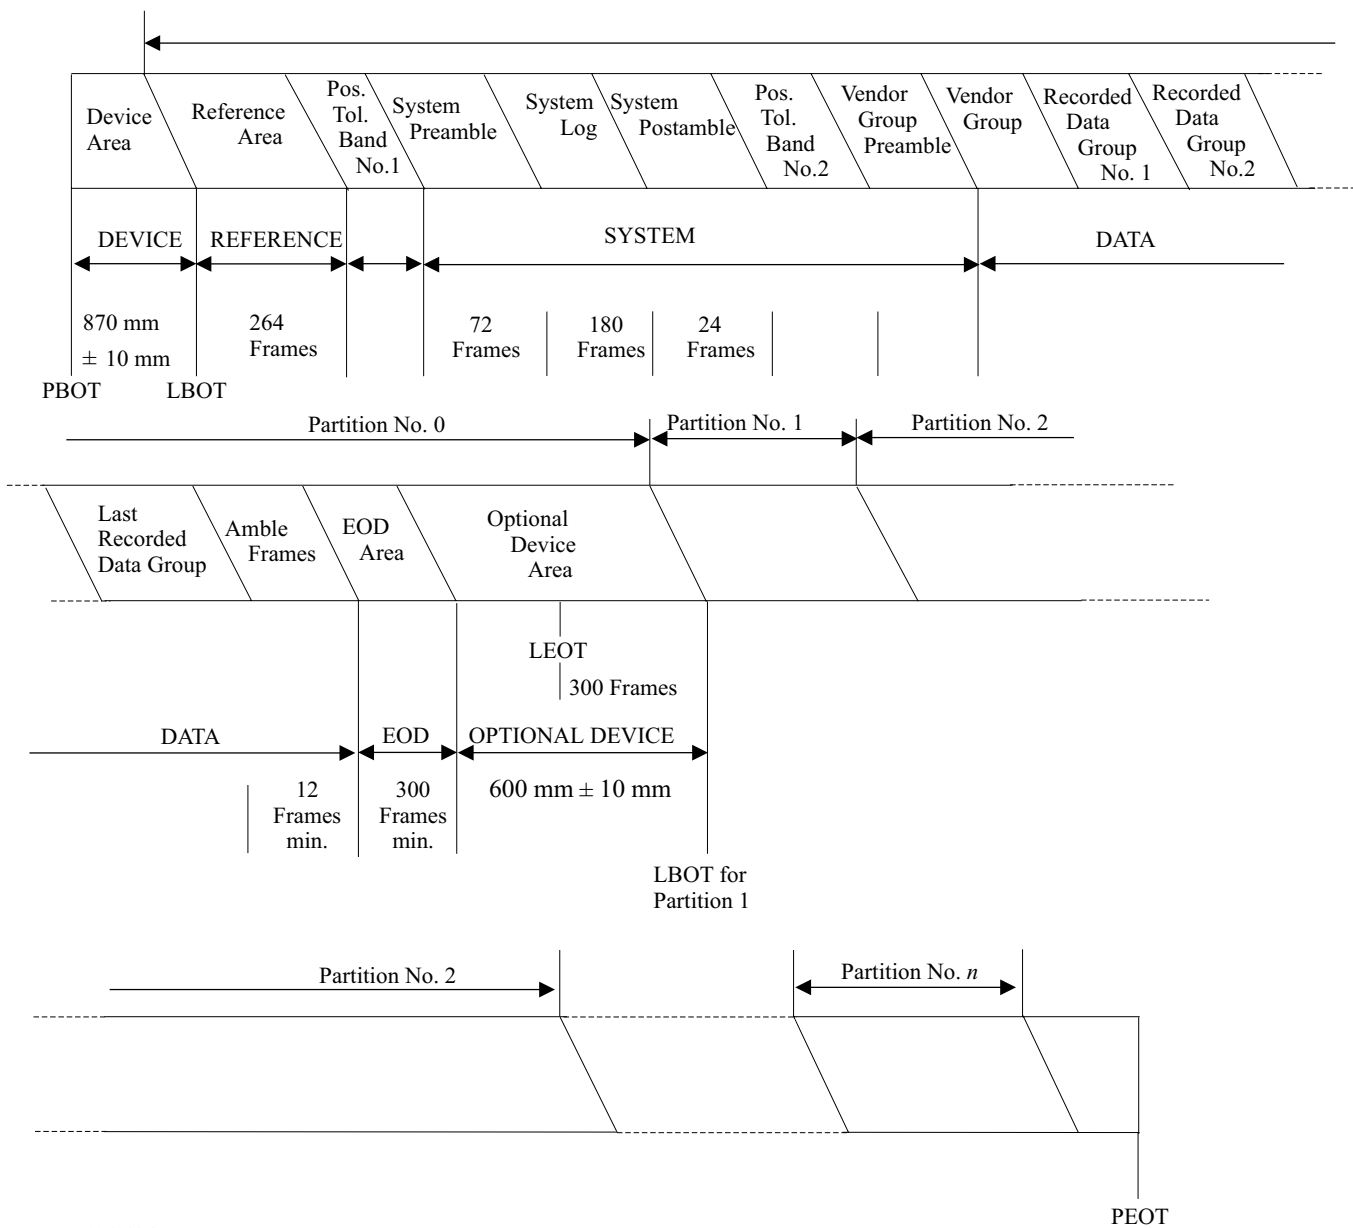 Device
Area
Reference
Area
Pos.
Tol.
Band
No.1
System
Preamble
System
Log
System
Postamble
Pos.
Tol.
Band
No.2
Vendor
Group
Preamble
Vendor
Group
Recorded
Data
Group
No. 1
Recorded
Data
Group
No.2
DEVICE
REFERENCE
SYSTEM
DATA
870 mm
± 10 mm
264
Frames
72
Frames
180
Frames
24
Frames
PBOT
LBOT
Partition No. 0
Partition No. 1
Partition No. 2
Last
Recorded
Data Group
Amble
Frames
EOD
Area
Optional
Device
Area
LEOT
300 Frames
DATA
EOD
OPTIONAL DEVICE
12
Frames
min.
300
Frames
min.
600 mm ± 10 mm
LBOT for
Partition 1
Partition No. 2
Partition No. n
PEOT